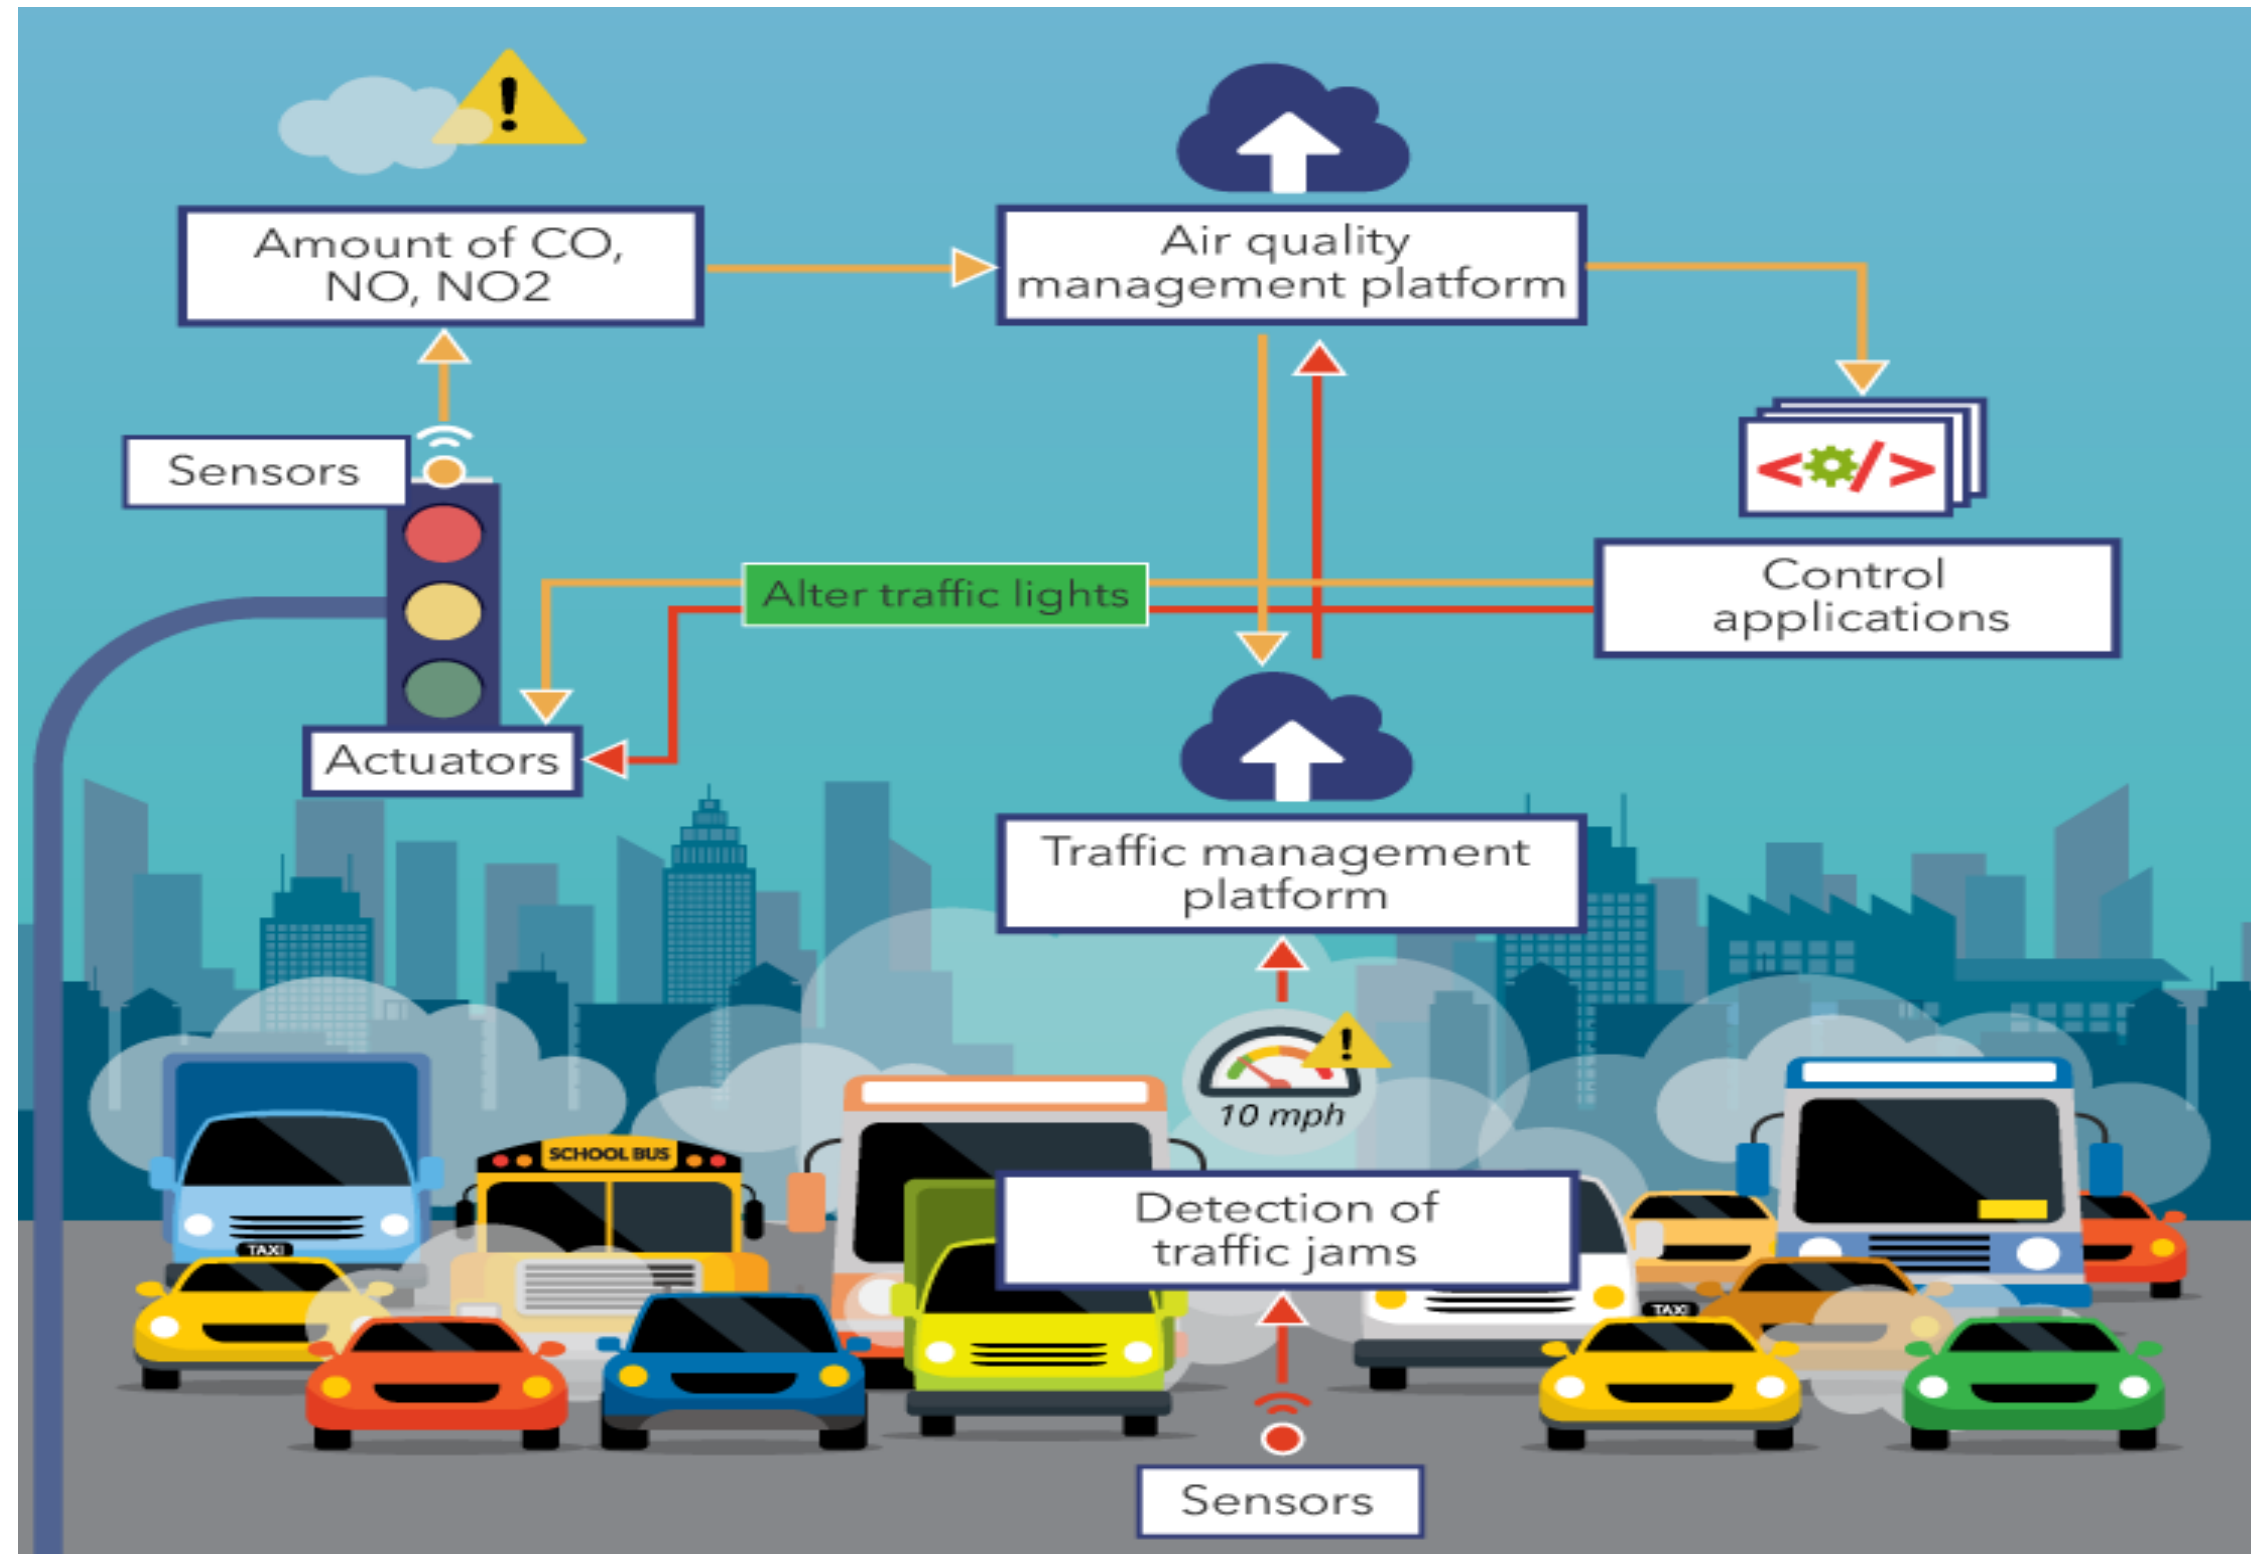 Amount of CO,
NO, NO2
Air quality
management platform
Sensors
</>
Alter traffic lights
Control
applications
Actuators
Traffic management
platform
10 mph
SCHOOL BUS
Detection of
traffic jams
TAXI
TAXI
Sensors